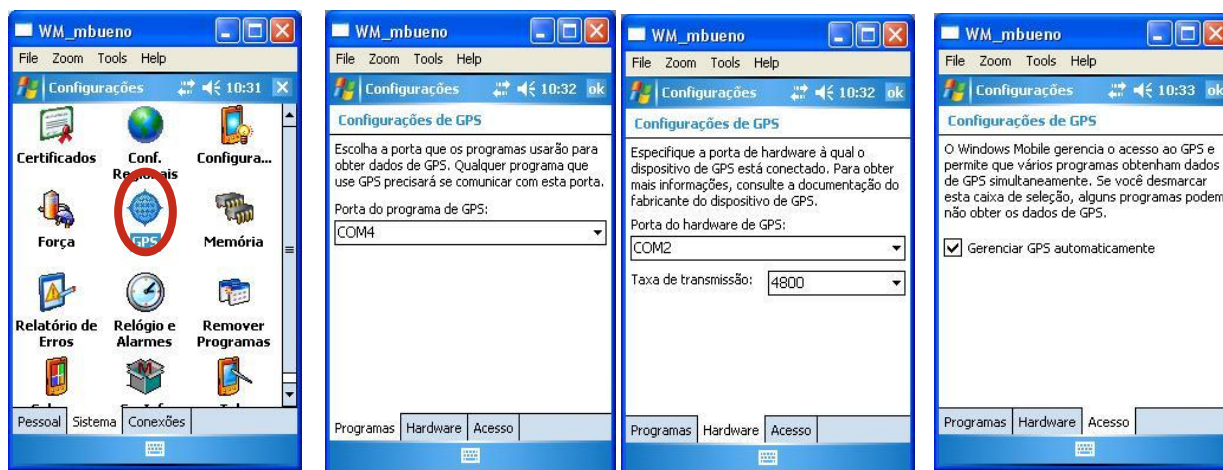 WM_mbueno
File Zoom Tools Help
Configurações 10:31
Certificados Conf. Regionais Configura...
Força GPS Memória
Relatório de Erros Relógio e Alarmes Remover Programas
Pessoal Sistema Conexões
WM_mbueno
File Zoom Tools Help
Configurações 10:32 ok
Configurações de GPS
Escolha a porta que os programas usarão para
obter dados de GPS. Qualquer programa que
use GPS precisará se comunicar com esta porta.
Porta do programa de GPS:
COM4
Programas Hardware Acesso
WM_mbueno
File Zoom Tools Help
Configurações 10:32 ok
Configurações de GPS
Especifique a porta de hardware à qual o
dispositivo de GPS está conectado. Para obter
mais informações, consulte a documentação do
fabricante do dispositivo de GPS.
Porta do hardware de GPS:
COM2
Taxa de transmissão: 4800
Programas Hardware Acesso
WM_mbueno
File Zoom Tools Help
Configurações 10:33 ok
Configurações de GPS
O Windows Mobile gerencia o acesso ao GPS e
permite que vários programas obtenham dados
de GPS simultaneamente. Se você desmarcar
esta caixa de seleção, alguns programas podem
não obter os dados de GPS.
Gerenciar GPS automaticamente
Programas Hardware Acesso